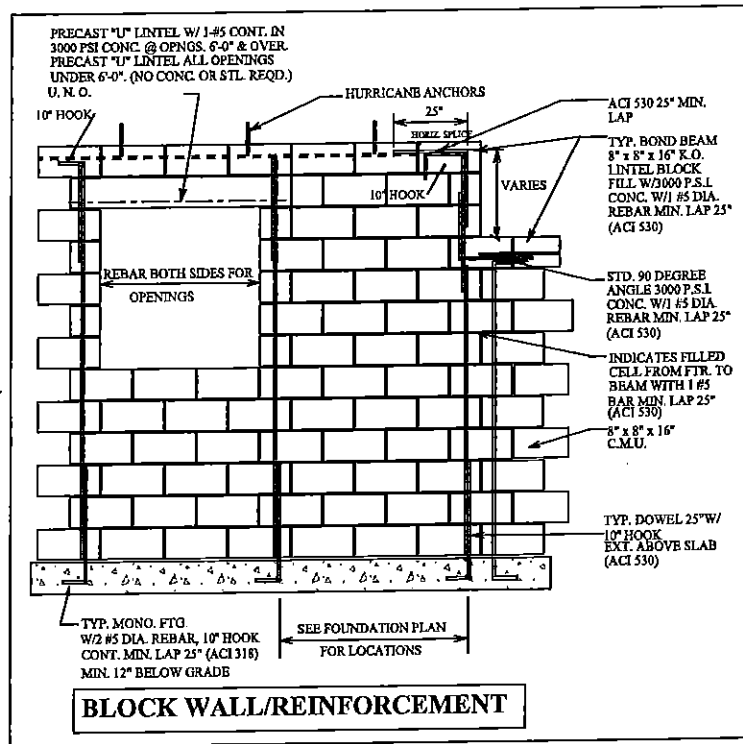 PRECAST "U" LINTEL W/ 1-#5 CONT. IN
3000 PSI CONC. @ OPNGS. 6'-0" & OVER.
PRECAST "U" LINTEL ALL OPENINGS
UNDER 6'-0". (NO CONC. OR STL. REQD.)
U. N. O.
10" HOOK
HURRICANE ANCHORS
25"
HORIZ. SPLICE
10" HOOK
VARIES
ACI 530 25" MIN.
LAP
TYP. BOND BEAM
8" x 8" x 16" K.O.
LINTEL BLOCK
FILL W/3000 P.S.I.
CONC. W/1 #5 DIA.
REBAR MIN. LAP 25"
(ACI 530)
REBAR BOTH SIDES FOR
OPENINGS
STD. 90 DEGREE
ANGLE 3000 P.S.I.
CONC. W/1 #5 DIA.
REBAR MIN. LAP 25"
(ACI 530)
INDICATES FILLED
CELL FROM FTR. TO
BEAM WITH 1 #5
BAR MIN. LAP 25"
(ACI 530)
8" x 8" x 16"
C.M.U.
TYP. DOWEL 25"W/
10" HOOK
EXT. ABOVE SLAB
(ACI 530)
TYP. MONO. FTG.
W/2 #5 DIA. REBAR, 10" HOOK
CONT. MIN. LAP 25" (ACI 318)
MIN. 12" BELOW GRADE
SEE FOUNDATION PLAN
FOR LOCATIONS
BLOCK WALL/REINFORCEMENT